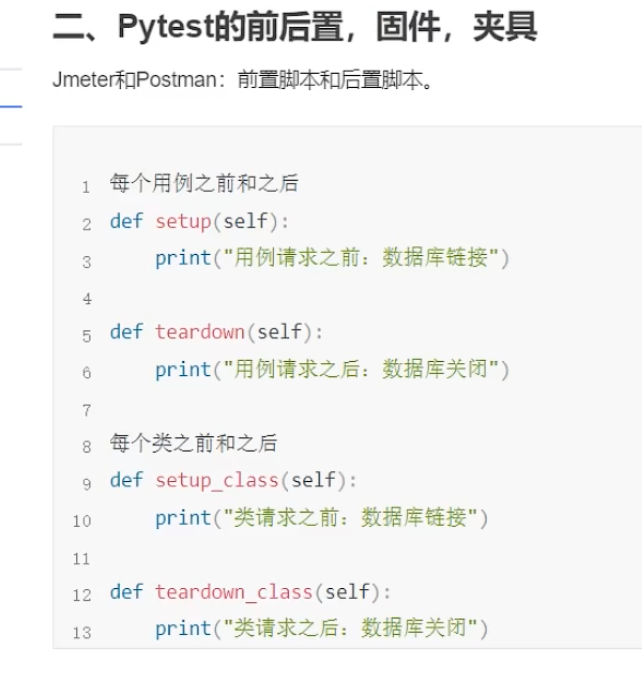 二、Pytest的前后置，固件，夹具
Jmeter和Postman：前置脚本和后置脚本。
1 每个用例之前和之后
2 def setup(self):
3     print("用例请求之前：数据库链接")
4
5 def teardown(self):
6     print("用例请求之后：数据库关闭")
7
8 每个类之前和之后
9 def setup_class(self):
10     print("类请求之前：数据库链接")
11
12 def teardown_class(self):
13     print("类请求之后：数据库关闭")